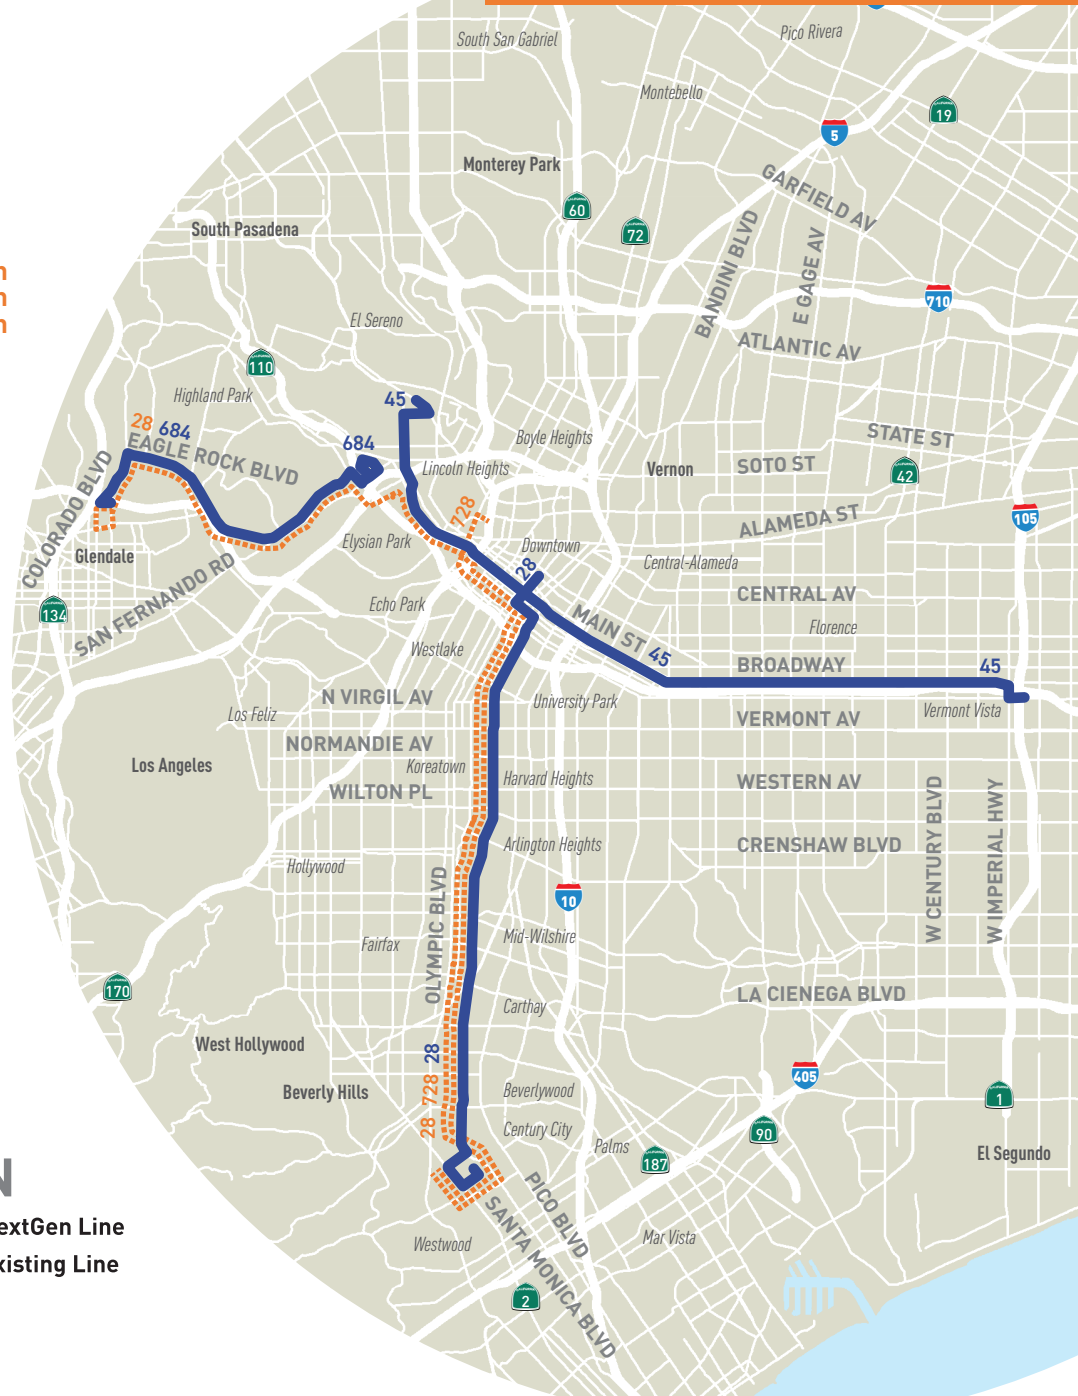 South San Gabriel
Pico Rivera
Montebello
19
5
Monterey Park
GARFIELD AV
60
72
South Pasadena
BANDINI BLVD
E GAGE AV
710
El Sereno
ATLANTIC AV
110
Highland Park
45
28 684
EAGLE ROCK BLVD
684
Boyle Heights
STATE ST
Lincoln Heights
Vernon
SOTO ST
42
COLORADO BLVD
728
ALAMEDA ST
105
Elysian Park
Downtown
Glendale
Central-Alameda
28
SAN FERNANDO RD
134
Echo Park
CENTRAL AV
MAIN ST 45
Florence
Westlake
BROADWAY
45
N VIRGIL AV
University Park
Vermont Vista
Los Feliz
VERMONT AV
NORMANDIE AV
Los Angeles
Koreatown
Harvard Heights
WILTON PL
WESTERN AV
Arlington Heights
CRENSHAW BLVD
W CENTURY BLVD
W IMPERIAL HWY
Hollywood
OLYMPIC BLVD
10
Fairfax
Mid-Wilshire
170
Carthay
LA CIENEGA BLVD
West Hollywood
28
405
Beverly Hills
28 728
Beverlywood
1
Century City
90
Palms
187
El Segundo
PICO BLVD
SANTA MONICA BLVD
Westwood
Mar Vista
2
N
extGen Line
xisting Line